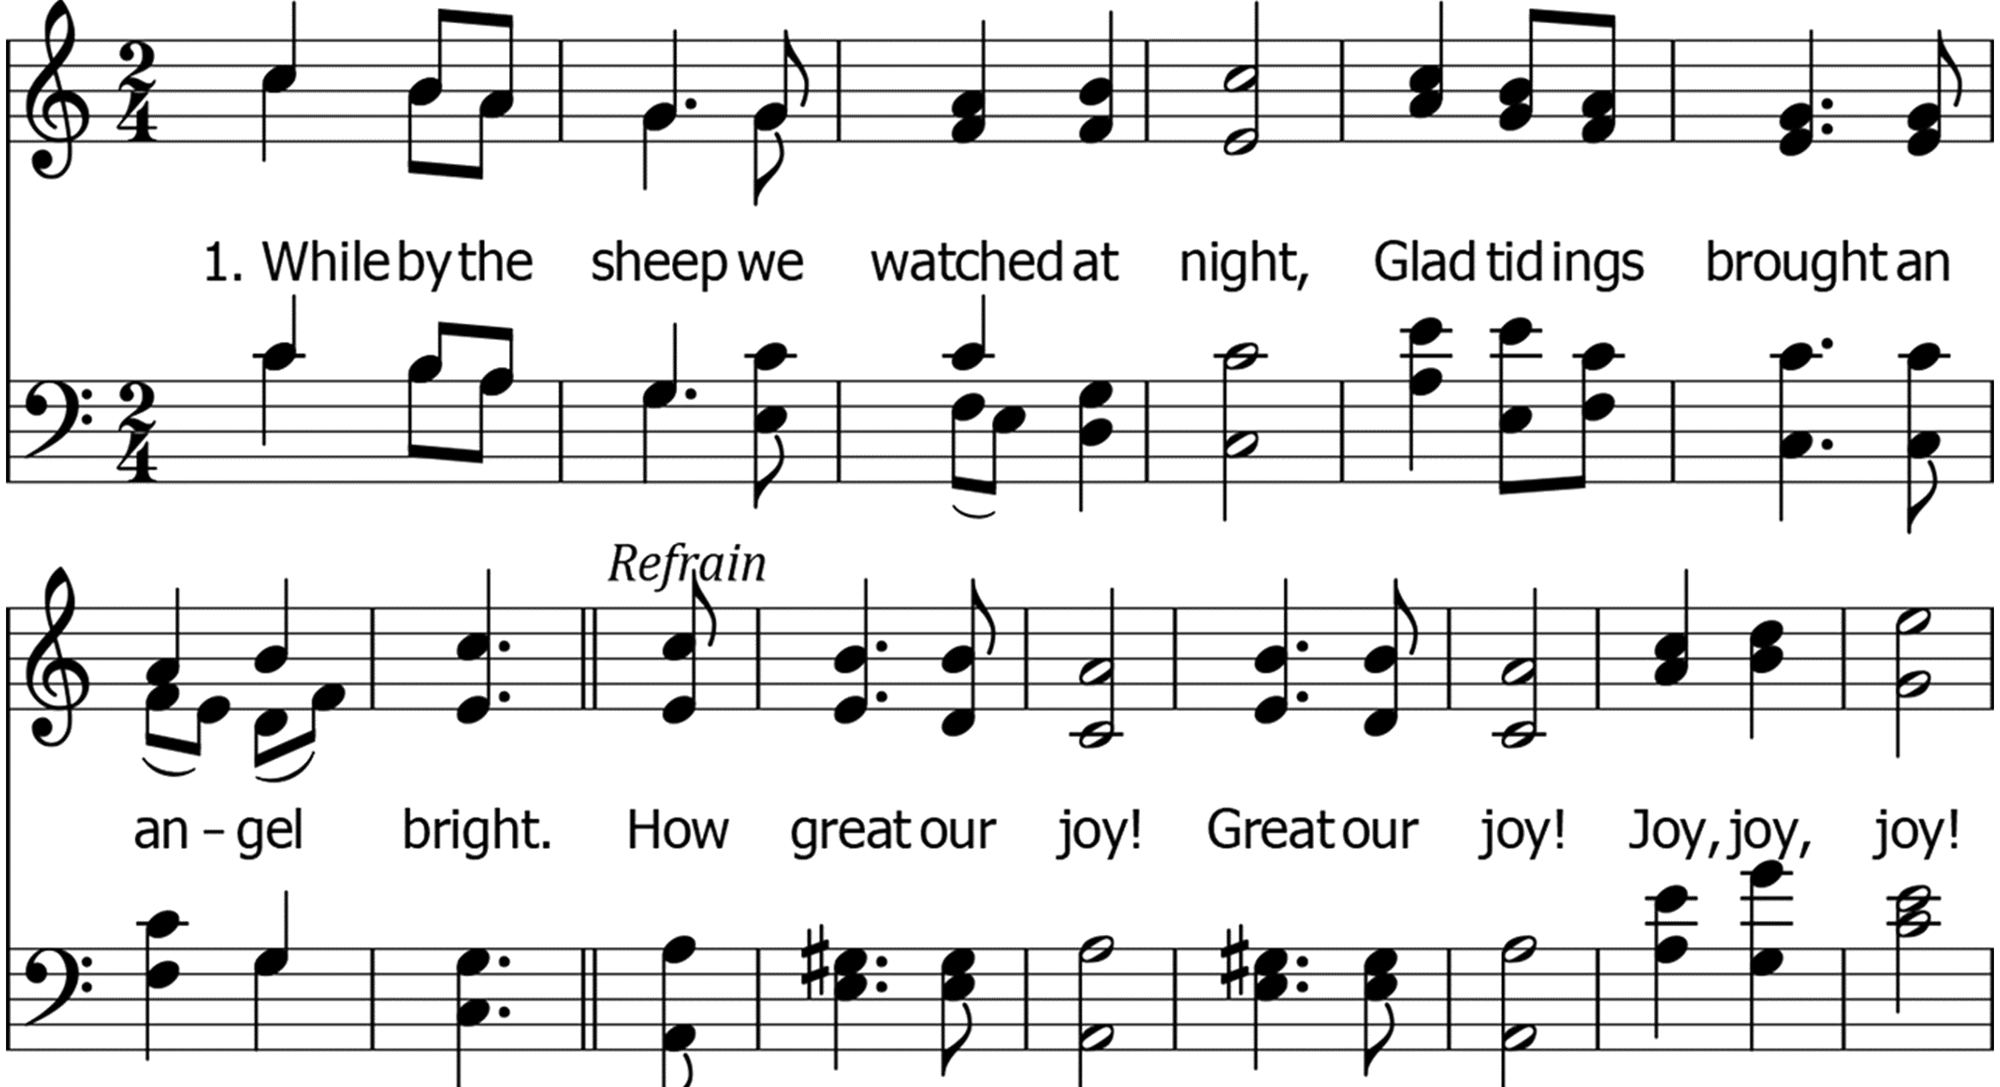 1. While by the sheep we watched at night, Glad tid ings brought an
Refrain
an – gel bright. How great our joy! Great our joy! Joy, joy, joy!